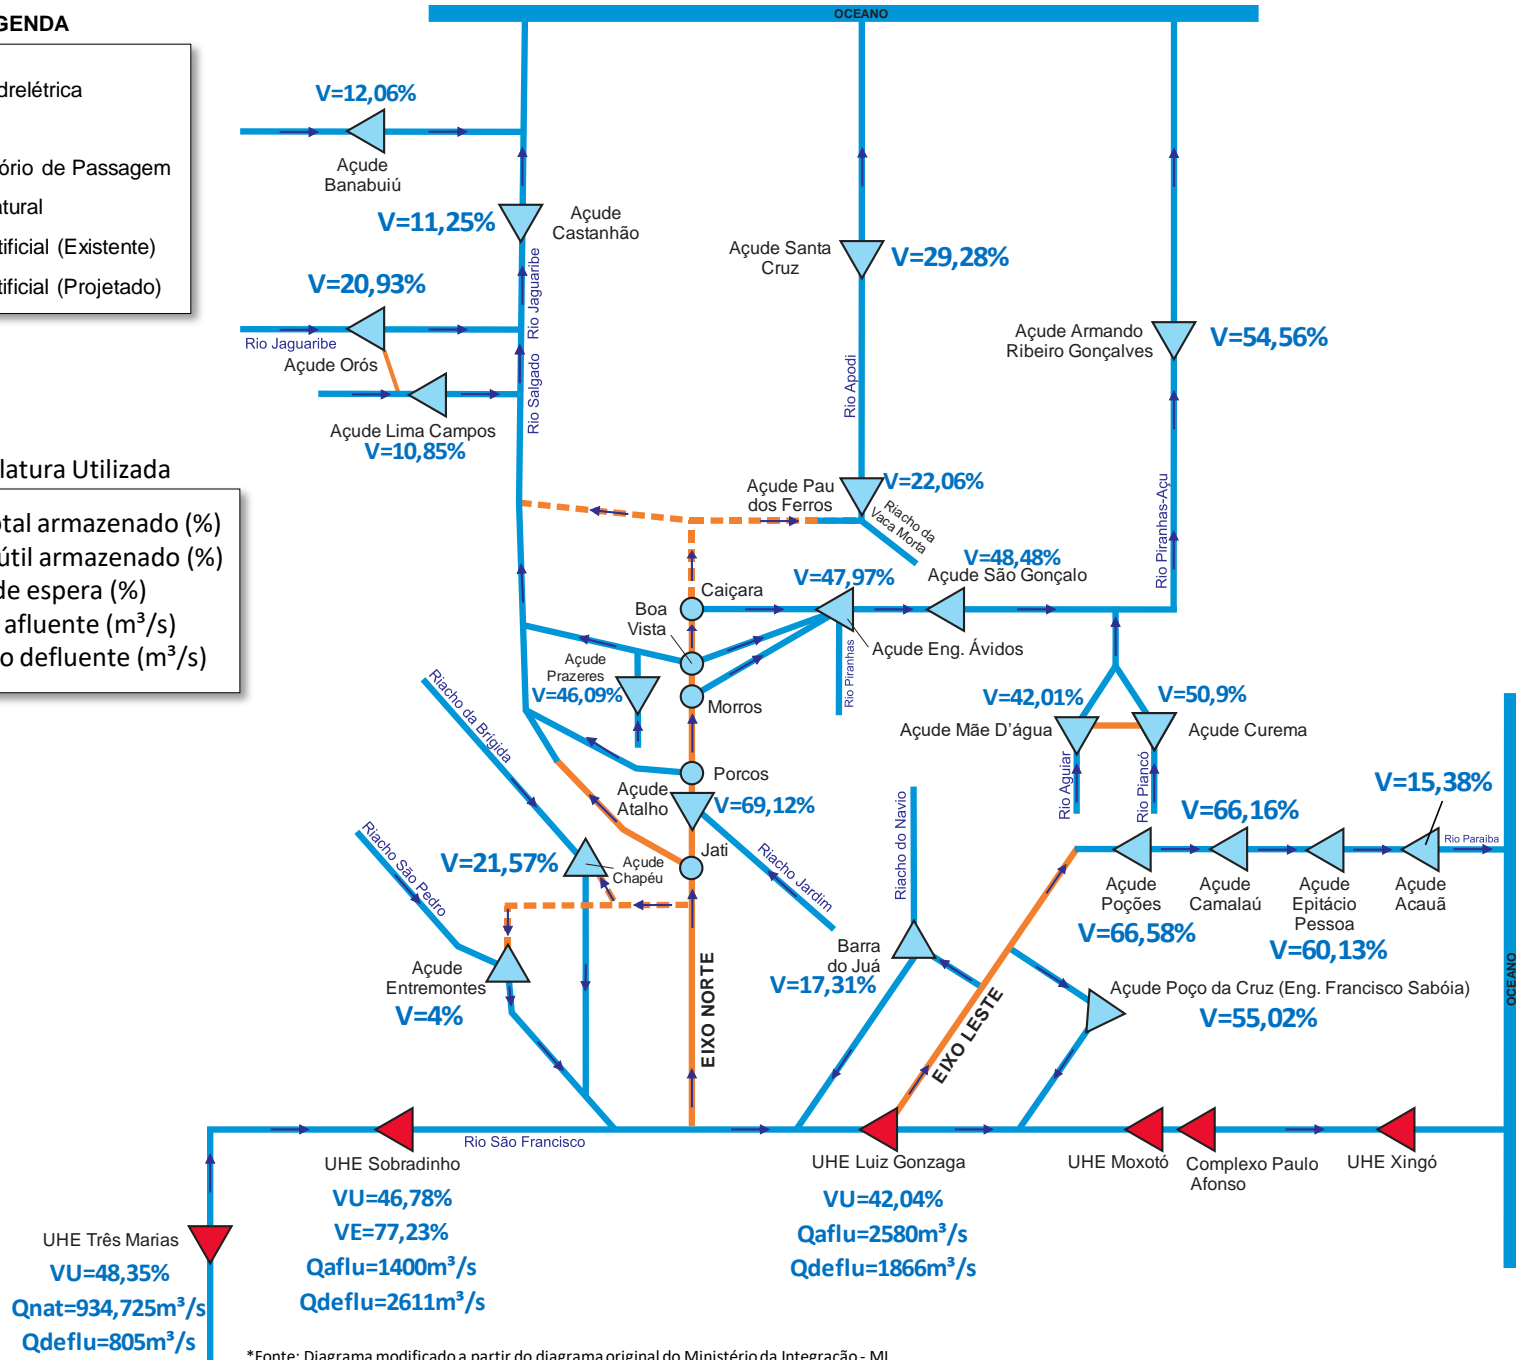 OCEANO
GENDA
drelétrica
ório de Passagem
atural
tificial (Existente)
tificial (Projetado)
V=12,06%
Açude
Banabuiú
V=11,25%
Açude
Castanhão
V=20,93%
Rio Jaguaribe
Açude Orós
Rio Jaguaribe
Rio Salgado
Açude Lima Campos
V=10,85%
Açude Santa
Cruz
V=29,28%
Rio Apodi
Açude Armando
Ribeiro Gonçalves
V=54,56%
Rio Piranhas-Açu
latura Utilizada
otal armazenado (%)
útil armazenado (%)
de espera (%)
afluente (m³/s)
o defluente (m³/s)
Açude Pau
dos Ferros
V=22,06%
Riacho da
Vaca Morta
V=48,48%
Açude São Gonçalo
V=47,97%
Caiçara
Boa
Vista
Açude Eng. Ávidos
Rio Piranhas
Açude
Prazeres
V=46,09%
Morros
Riacho da Brígida
Porcos
Açude
Atalho
V=69,12%
V=42,01%
V=50,9%
Açude Mãe D'água
Açude Curema
Rio Aguiar
Rio Piancó
V=15,38%
V=66,16%
Rio Paraíba
Açude
Poções
Açude
Camalaú
Açude
Epitácio
Pessoa
Açude
Acauã
V=66,58%
V=60,13%
Riacho São Pedro
V=21,57%
Açude
Chapéu
Jati
Riacho Jardim
Riacho do Navio
Barra
do Juá
V=17,31%
Açude
Entremontes
V=4%
EIXO NORTE
EIXO LESTE
Açude Poço da Cruz (Eng. Francisco Sabóia)
V=55,02%
OCEANO
Rio São Francisco
UHE Sobradinho
VU=46,78%
VE=77,23%
Qaflu=1400m³/s
Qdeflu=2611m³/s
UHE Luiz Gonzaga
VU=42,04%
Qaflu=2580m³/s
Qdeflu=1866m³/s
UHE Moxotó
Complexo Paulo
Afonso
UHE Xingó
UHE Três Marias
VU=48,35%
Qnat=934,725m³/s
Qdeflu=805m³/s
*Fonte: Diagrama modificado a partir do diagrama original do Ministério da Integração - MI